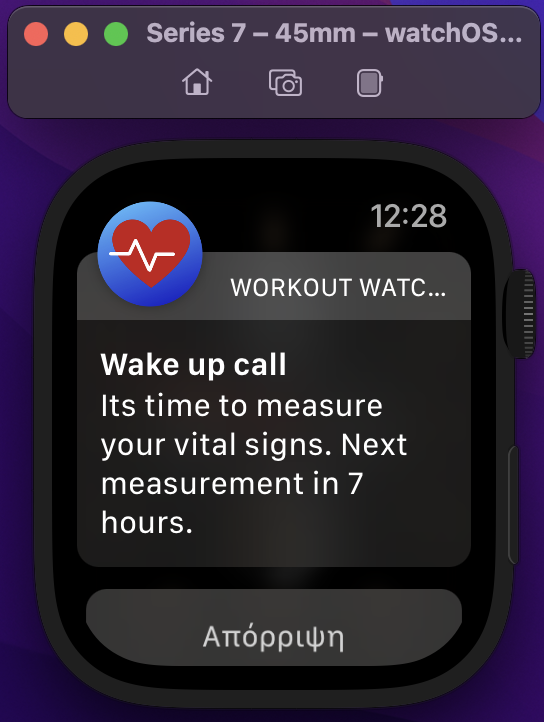 Series 7 – 45mm – watchOS...
12:28
WORKOUT WATC...
Wake up call
Its time to measure
your vital signs. Next
measurement in 7
hours.
Απόρριψη